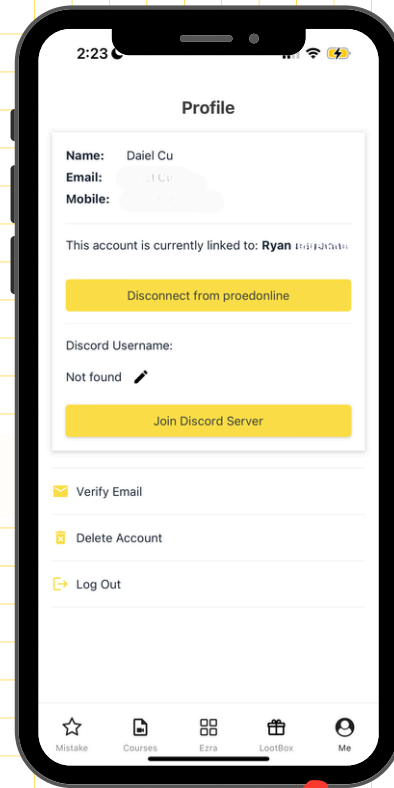 2:23
Profile
Name: Daiel Cu
Email:
Mobile:
This account is currently linked to: Ryan
Disconnect from proedonline
Discord Username:
Not found
Join Discord Server
Verify Email
Delete Account
Log Out
Mistake Courses Ezra LootBox Me